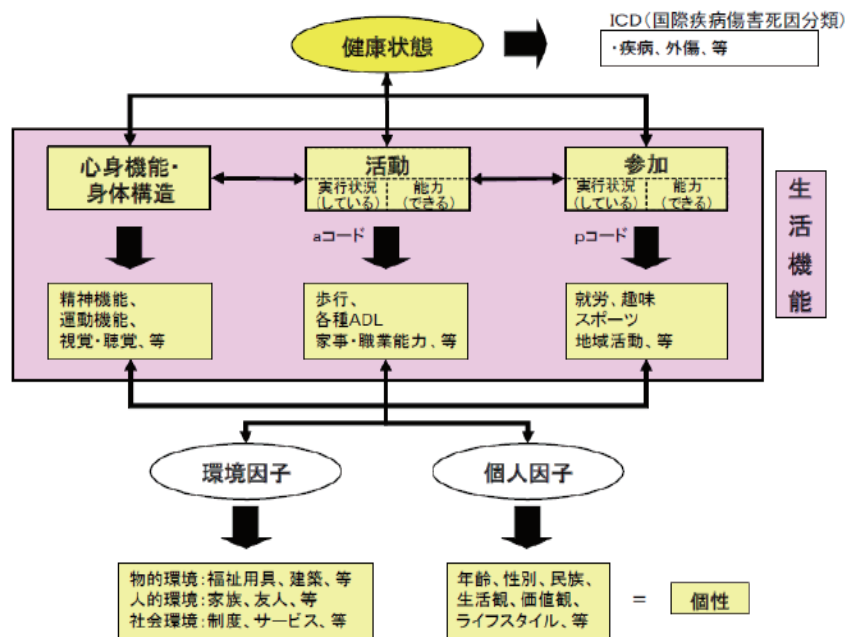 ICD(国際疾病傷害死因分類)
・疾病、外傷、等
健康状態
心身機能・
身体構造
活動
実行状況
(している)
能力
(できる)
参加
実行状況
(している)
能力
(できる)
生活機能
aコード
pコード
精神機能、
運動機能、
視覚・聴覚、等
歩行、
各種ADL
家事・職業能力、等
就労、趣味
スポーツ
地域活動、等
環境因子
個人因子
物的環境:福祉用具、建築、等
人的環境:家族、友人、等
社会環境:制度、サービス、等
年齢、性別、民族、
生活観、価値観、
ライフスタイル、等
=
個性